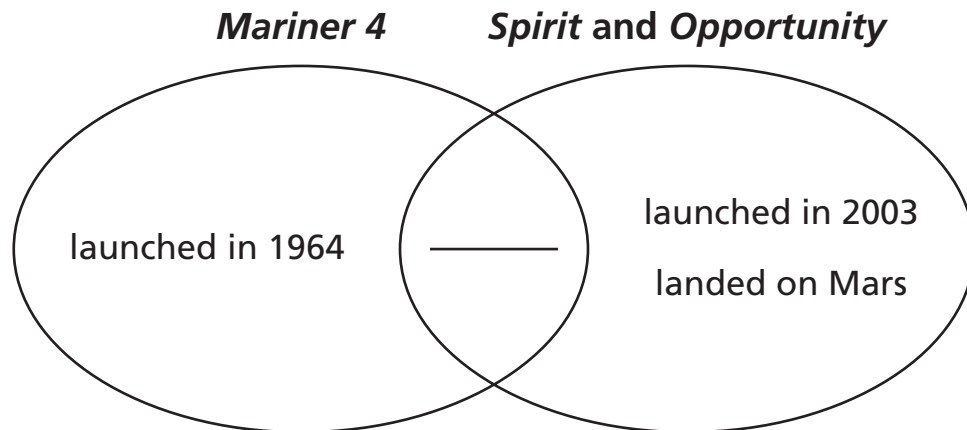 Mariner 4
Spirit and Opportunity
launched in 1964
launched in 2003
landed on Mars